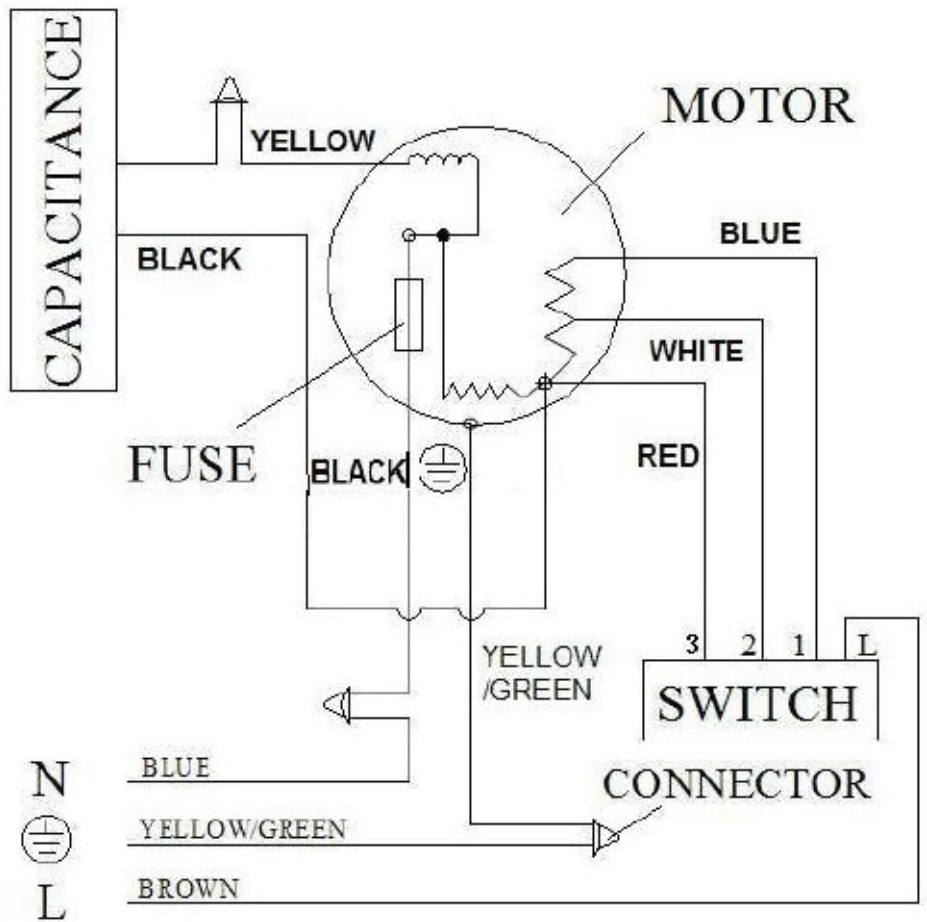 CAPACITANCE
YELLOW
MOTOR
BLACK
BLUE
WHITE
FUSE
BLACK
RED
YELLOW
/GREEN
3 2 1 L
SWITCH
N BLUE
CONNECTOR
YELLOW/GREEN
L BROWN